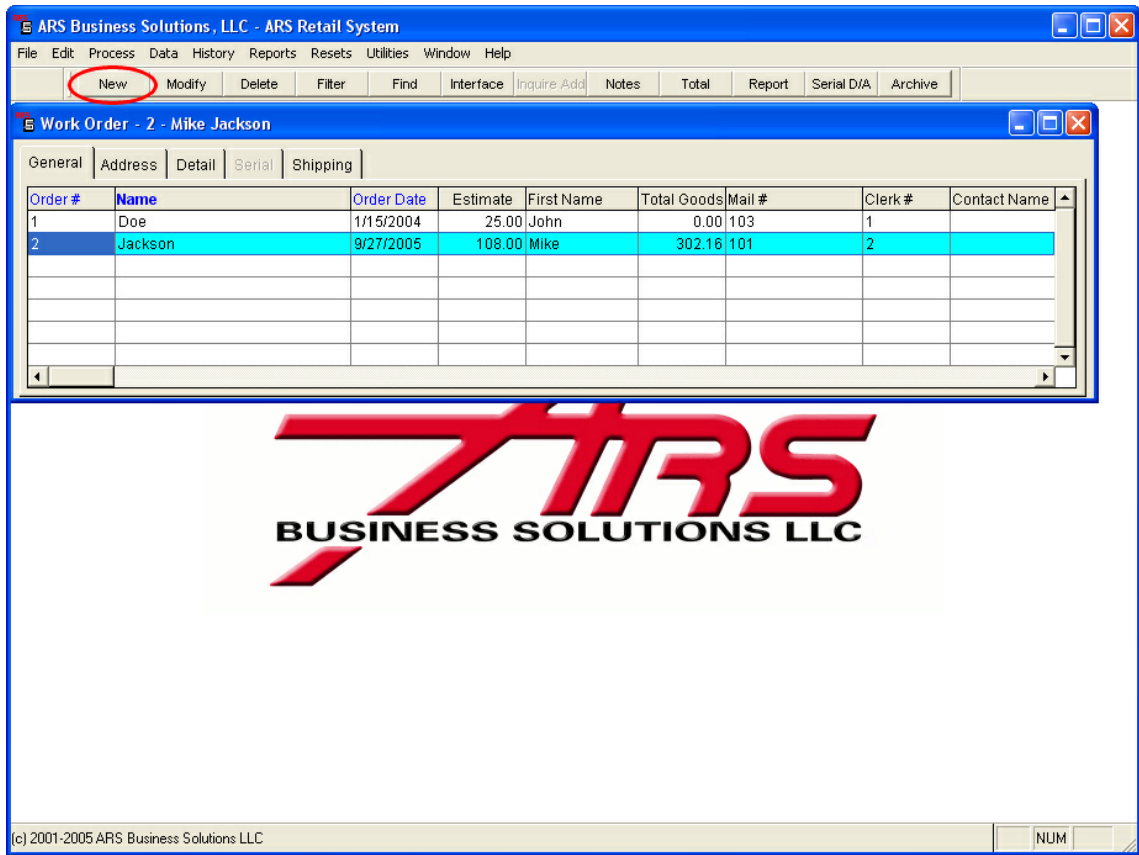 ARS Business Solutions, LLC - ARS Retail System
File Edit Process Data History Reports Resets Utilities Window Help
New Modify Delete Filter Find Interface Inquire Add Notes Total Report Serial D/A Archive
Work Order - 2 - Mike Jackson
General Address Detail Serial Shipping
Order # Name Order Date Estimate First Name Total Goods Mail # Clerk # Contact Name
1 Doe 1/15/2004 25.00 John 0.00 103 1
2 Jackson 9/27/2005 108.00 Mike 302.16 101 2
ARS
BUSINESS SOLUTIONS LLC
(c) 2001-2005 ARS Business Solutions LLC NUM